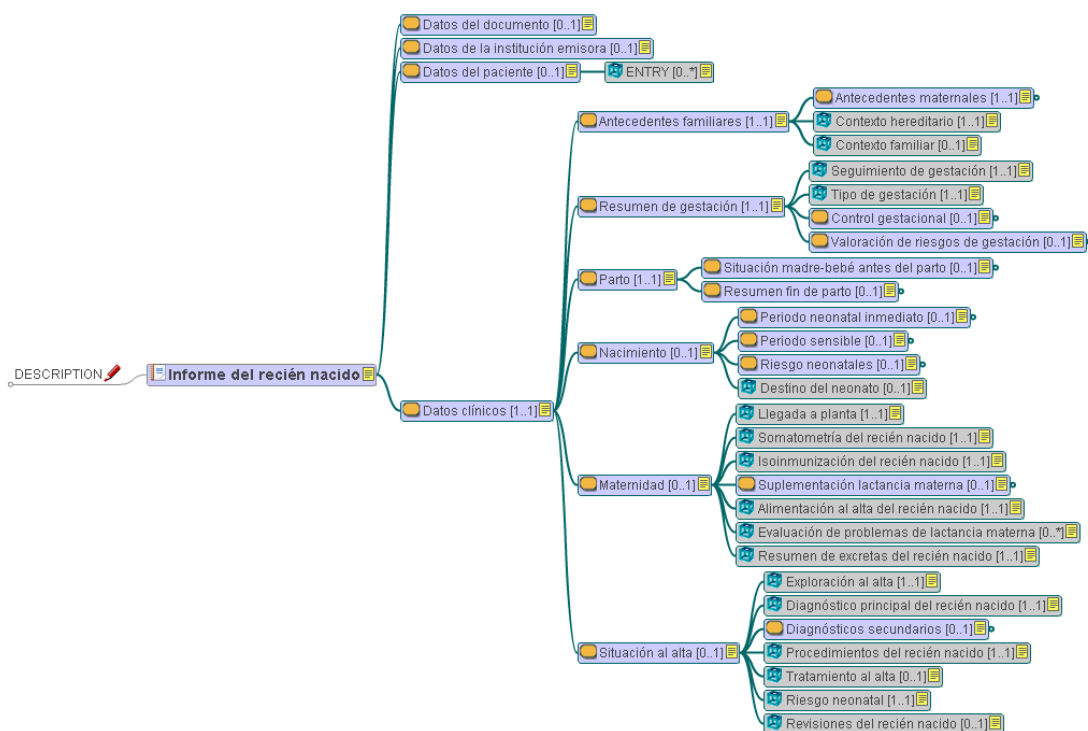 Datos del documento [0..1]
Datos de la institución emisora [0..1]
Datos del paciente [0..1]
ENTRY [0..*]
Antecedentes familiares [1..1]
Antecedentes maternales [1..1]
Contexto hereditario [1..1]
Contexto familiar [0..1]
Resumen de gestación [1..1]
Seguimiento de gestación [1..1]
Tipo de gestación [1..1]
Control gestacional [0..1]
Valoración de riesgos de gestación [0..1]
Parto [1..1]
Situación madre-bebé antes del parto [0..1]
Resumen fin de parto [0..1]
Nacimiento [0..1]
Periodo neonatal inmediato [0..1]
Periodo sensible [0..1]
Riesgo neonatales [0..1]
Destino del neonato [0..1]
DESCRIPTION
Informe del recién nacido
Datos clínicos [1..1]
Maternidad [0..1]
Llegada a planta [1..1]
Somatometría del recién nacido [1..1]
Isoinmunización del recién nacido [1..1]
Suplementación lactancia materna [0..1]
Alimentación al alta del recién nacido [1..1]
Evaluación de problemas de lactancia materna [0..*]
Resumen de excretas del recién nacido [1..1]
Situación al alta [0..1]
Exploración al alta [1..1]
Diagnóstico principal del recién nacido [1..1]
Diagnósticos secundarios [0..1]
Procedimientos del recién nacido [1..1]
Tratamiento al alta [0..1]
Riesgo neonatal [1..1]
Revisiones del recién nacido [0..1]